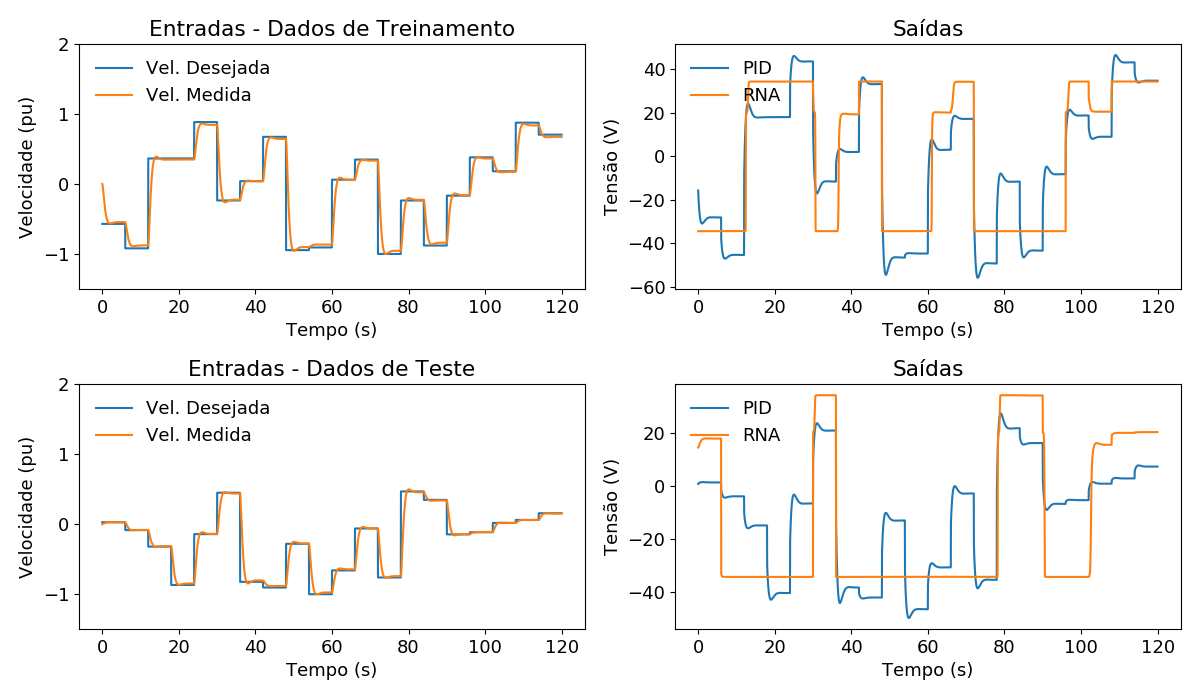 Entradas - Dados de Treinamento
2
1
0
−1
Velocidade (pu)
Vel. Desejada
Vel. Medida
0 20 40 60 80 100 120
Tempo (s)
Saídas
40
20
0
−20
−40
−60
Tensão (V)
PID
RNA
0 20 40 60 80 100 120
Tempo (s)
Entradas - Dados de Teste
2
1
0
−1
Velocidade (pu)
Vel. Desejada
Vel. Medida
0 20 40 60 80 100 120
Tempo (s)
Saídas
20
0
−20
−40
Tensão (V)
PID
RNA
0 20 40 60 80 100 120
Tempo (s)